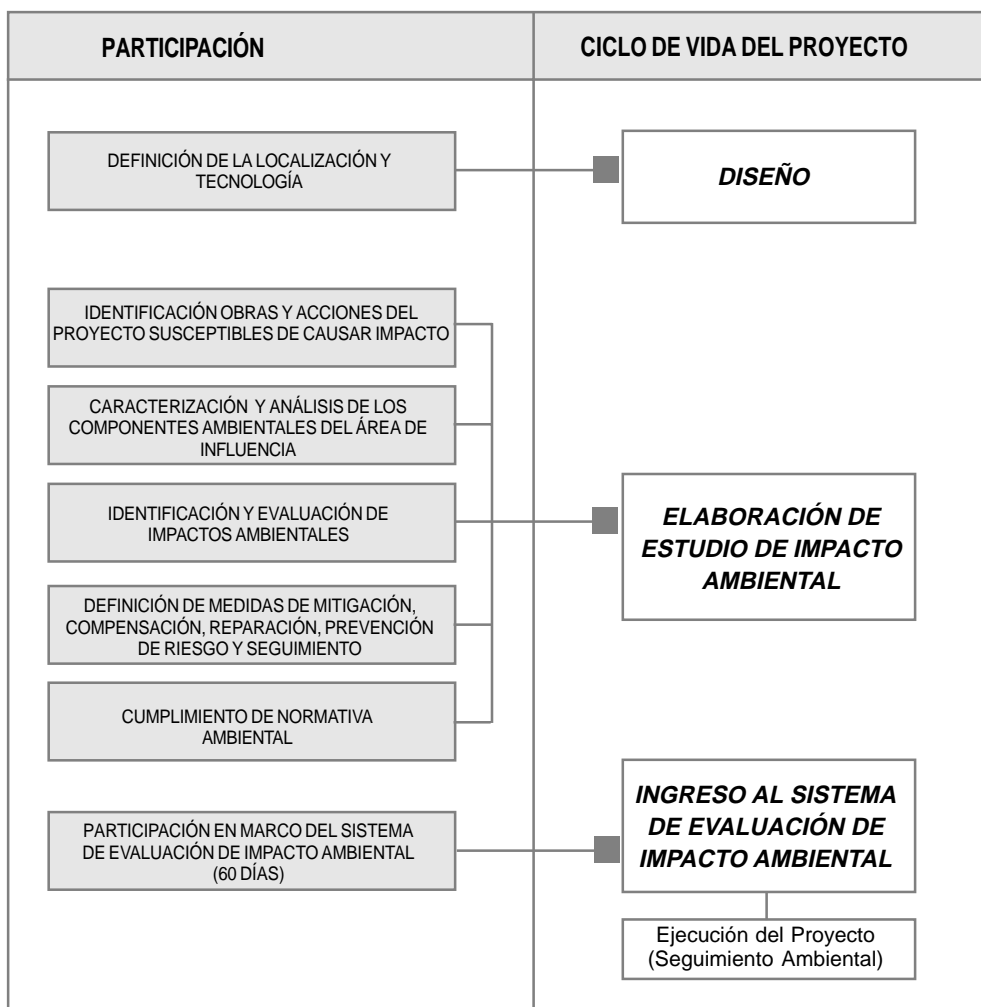 PARTICIPACIÓN
CICLO DE VIDA DEL PROYECTO
DEFINICIÓN DE LA LOCALIZACIÓN Y
TECNOLOGÍA
DISEÑO
IDENTIFICACIÓN OBRAS Y ACCIONES DEL
PROYECTO SUSCEPTIBLES DE CAUSAR IMPACTO
CARACTERIZACIÓN Y ANÁLISIS DE LOS
COMPONENTES AMBIENTALES DEL ÁREA DE
INFLUENCIA
IDENTIFICACIÓN Y EVALUACIÓN DE
IMPACTOS AMBIENTALES
DEFINICIÓN DE MEDIDAS DE MITIGACIÓN,
COMPENSACIÓN, REPARACIÓN, PREVENCIÓN
DE RIESGO Y SEGUIMIENTO
CUMPLIMIENTO DE NORMATIVA
AMBIENTAL
ELABORACIÓN DE
ESTUDIO DE IMPACTO
AMBIENTAL
PARTICIPACIÓN EN MARCO DEL SISTEMA
DE EVALUACIÓN DE IMPACTO AMBIENTAL
(60 DÍAS)
INGRESO AL SISTEMA
DE EVALUACIÓN DE
IMPACTO AMBIENTAL
Ejecución del Proyecto
(Seguimiento Ambiental)